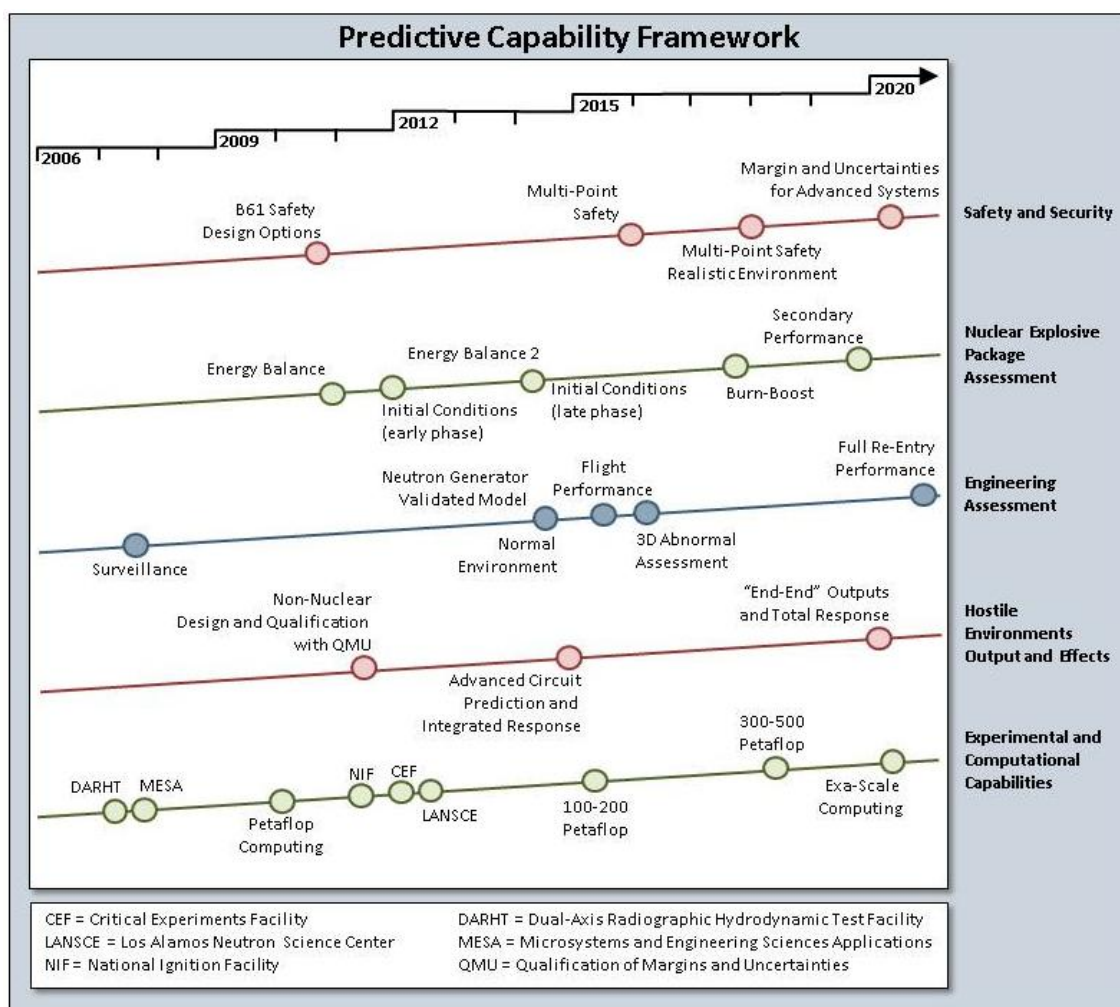 Predictive Capability Framework
2006
2009
2012
2015
2020
B61 Safety
Design Options
Multi-Point
Safety
Multi-Point Safety
Realistic Environment
Margin and Uncertainties
for Advanced Systems
Safety and Security
Energy Balance
Initial Conditions
(early phase)
Energy Balance 2
Initial Conditions
(late phase)
Burn-Boost
Secondary
Performance
Nuclear Explosive
Package
Assessment
Surveillance
Neutron Generator
Validated Model
Normal
Environment
Flight
Performance
3D Abnormal
Assessment
Full Re-Entry
Performance
Engineering
Assessment
Non-Nuclear
Design and Qualification
with QMU
Advanced Circuit
Prediction and
Integrated Response
“End-End” Outputs
and Total Response
Hostile
Environments
Output and Effects
DARHT
MESA
Petaflop
Computing
NIF
CEF
LANSCE
100-200
Petaflop
300-500
Petaflop
Exa-Scale
Computing
Experimental and
Computational
Capabilities
CEF = Critical Experiments Facility
LANSCE = Los Alamos Neutron Science Center
NIF = National Ignition Facility
DARHT = Dual-Axis Radiographic Hydrodynamic Test Facility
MESA = Microsystems and Engineering Sciences Applications
QMU = Qualification of Margins and Uncertainties